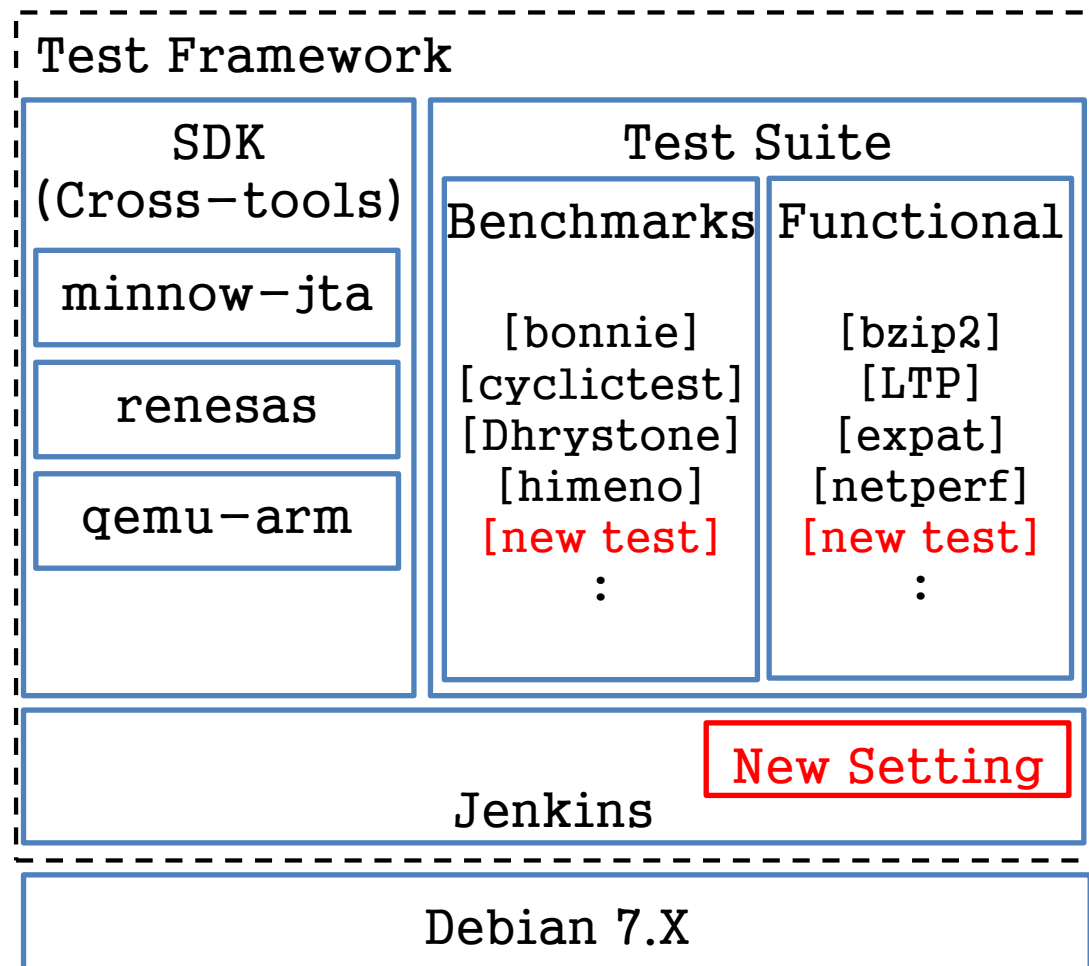 Test Framework
SDK
(Cross-tools)
minnow-jta
renesas
qemu-arm
Test Suite
Benchmarks
[bonnie]
[cyclictest]
[Dhrystone]
[himeno]
[new test]
:
Functional
[bzip2]
[LTP]
[expat]
[netperf]
[new test]
:
New Setting
Jenkins
Debian 7.X